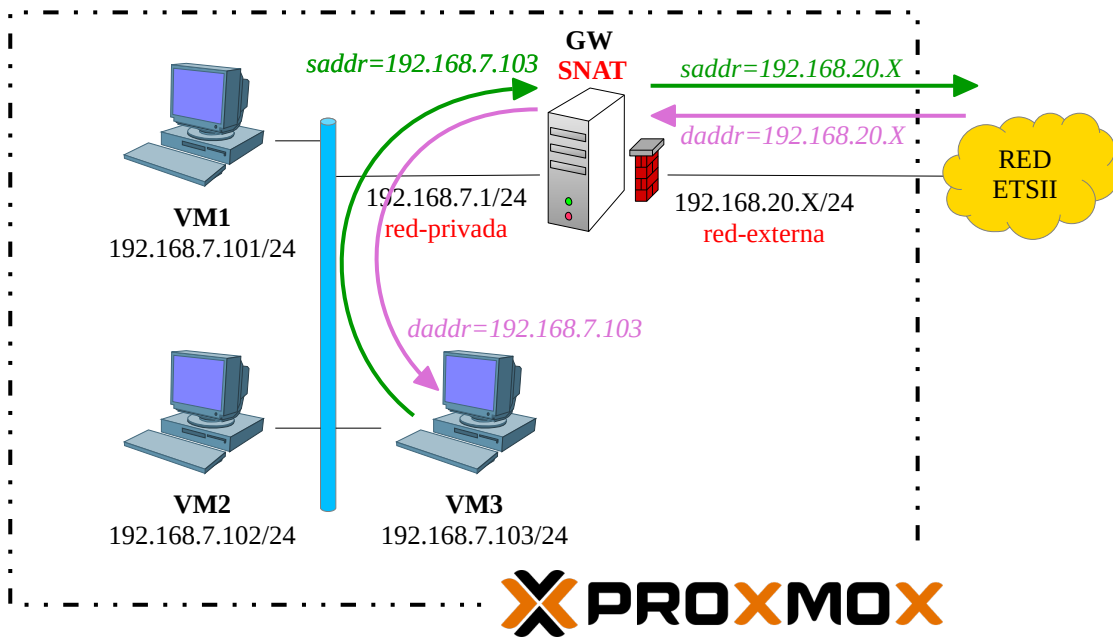 GW
SNAT
saddr=192.168.7.103
saddr=192.168.20.X
daddr=192.168.20.X
RED
ETSII
192.168.7.1/24
red-privada
192.168.20.X/24
red-externa
VM1
192.168.7.101/24
daddr=192.168.7.103
VM2
192.168.7.102/24
VM3
192.168.7.103/24
PROXMOX